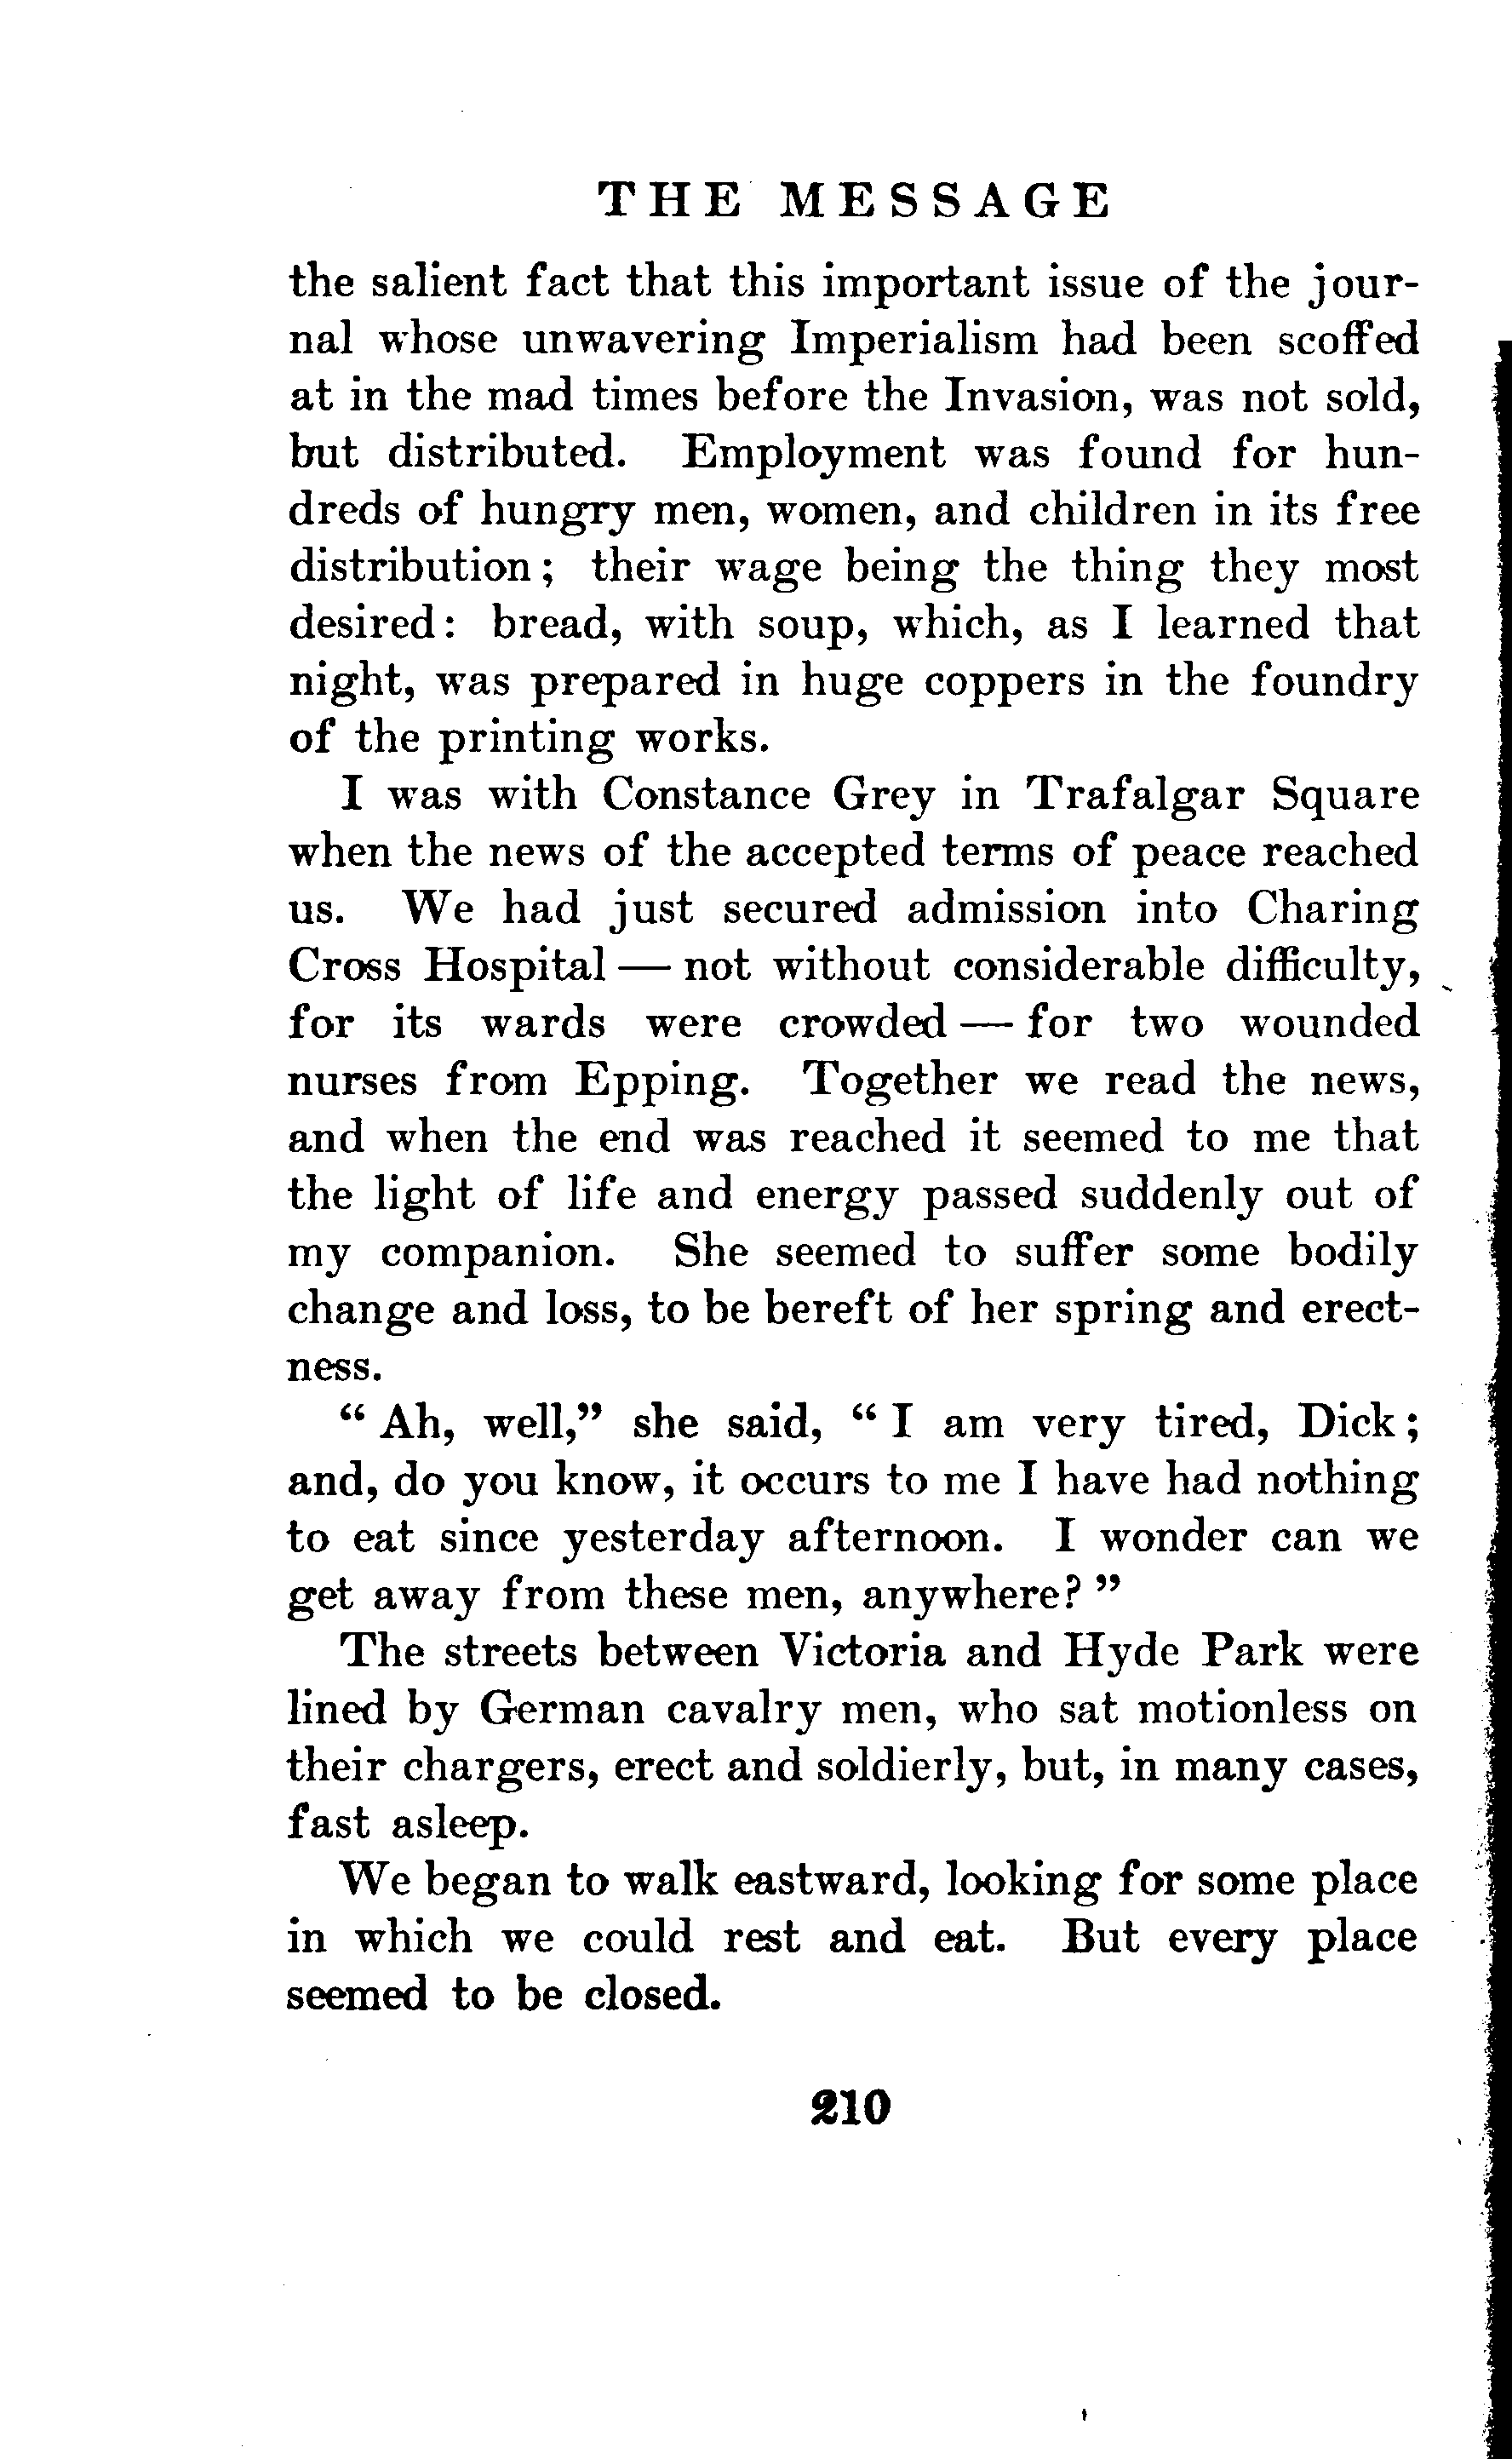 THE MESSAGE
the salient fact that this important issue of the jour-
nal whose unwavering Imperialism had been scoffed
at in the mad times before the Invasion, was not sold,
but distributed. Employment was found for hun-
dreds of hungry men, women, and children in its free
distribution; their wage being the thing they most
desired: bread, with soup, which, as I learned that
night, was prepared in huge coppers in the foundry
of the printing works.
I was with Constance Grey in Trafalgar Square
when the news of the accepted terms of peace reached
us. We had just secured admission into Charing
Cross Hospital — not without considerable difficulty,
for its wards were crowded — for two wounded
nurses from Epping. Together we read the news,
and when the end was reached it seemed to me that
the light of life and energy passed suddenly out of
my companion. She seemed to suffer some bodily
change and loss, to be bereft of her spring and erect-
ness.
“Ah, well,” she said, “I am very tired, Dick;
and, do you know, it occurs to me I have had nothing
to eat since yesterday afternoon. I wonder can we
get away from these men, anywhere?”
The streets between Victoria and Hyde Park were
lined by German cavalry men, who sat motionless on
their chargers, erect and soldierly, but, in many cases,
fast asleep.
We began to walk eastward, looking for some place
in which we could rest and eat. But every place
seemed to be closed.
210